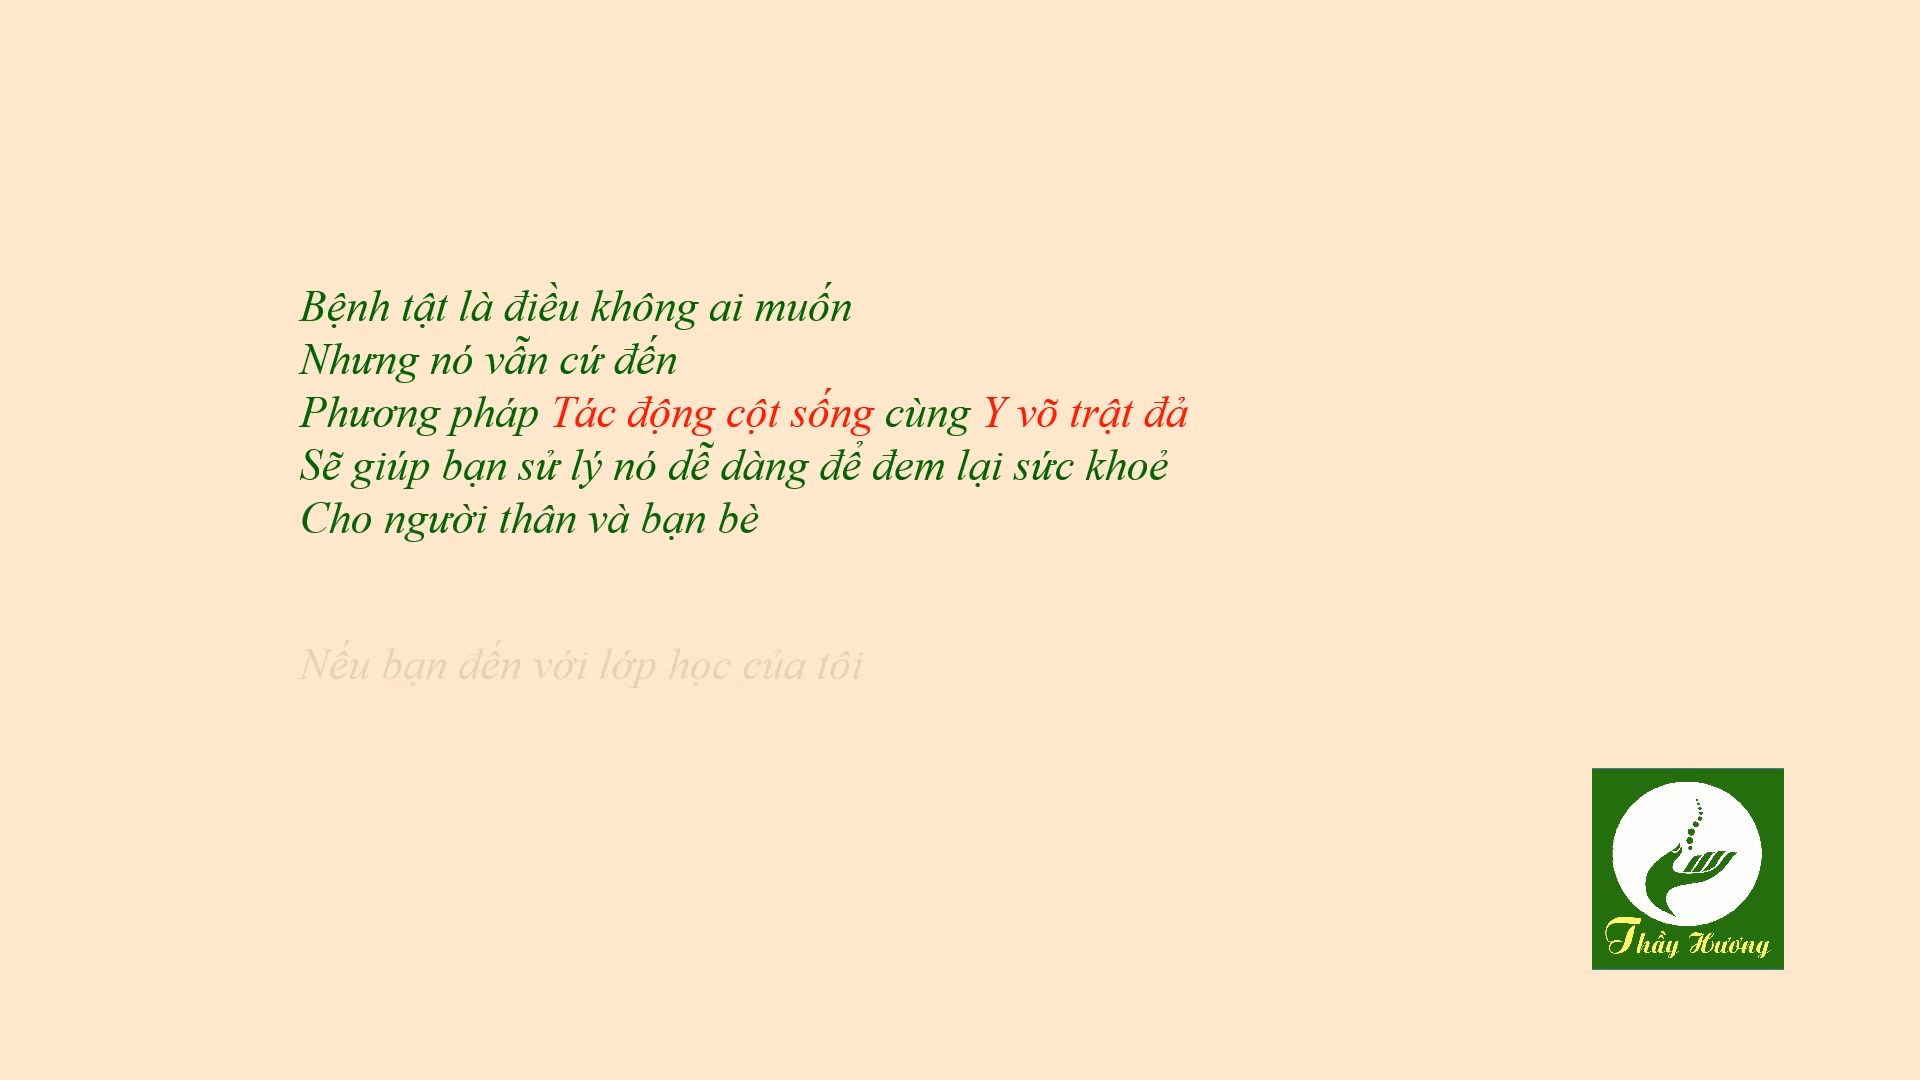 Bệnh tật là điều không ai muốn
Nhưng nó vẫn cứ đến
Phương pháp Tác động cột sống cùng Y võ trật đả
Sẽ giúp bạn sử lý nó dễ dàng để đem lại sức khoẻ
Cho người thân và bạn bè
Nếu bạn đến với lớp học của tôi
Thầy Hương